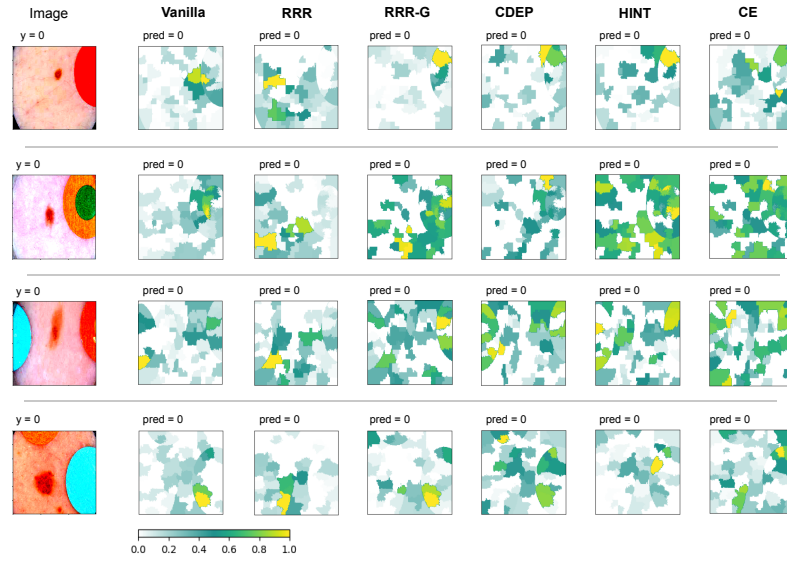 Image Vanilla RRR RRR-G CDEP HINT CE
y = 0 pred = 0 pred = 0 pred = 0 pred = 0 pred = 0 pred = 0
y = 0 pred = 0 pred = 0 pred = 0 pred = 0 pred = 0 pred = 0
y = 0 pred = 0 pred = 0 pred = 0 pred = 0 pred = 0 pred = 0
y = 0 pred = 0 pred = 0 pred = 0 pred = 0 pred = 0 pred = 0
0.0 0.2 0.4 0.6 0.8 1.0